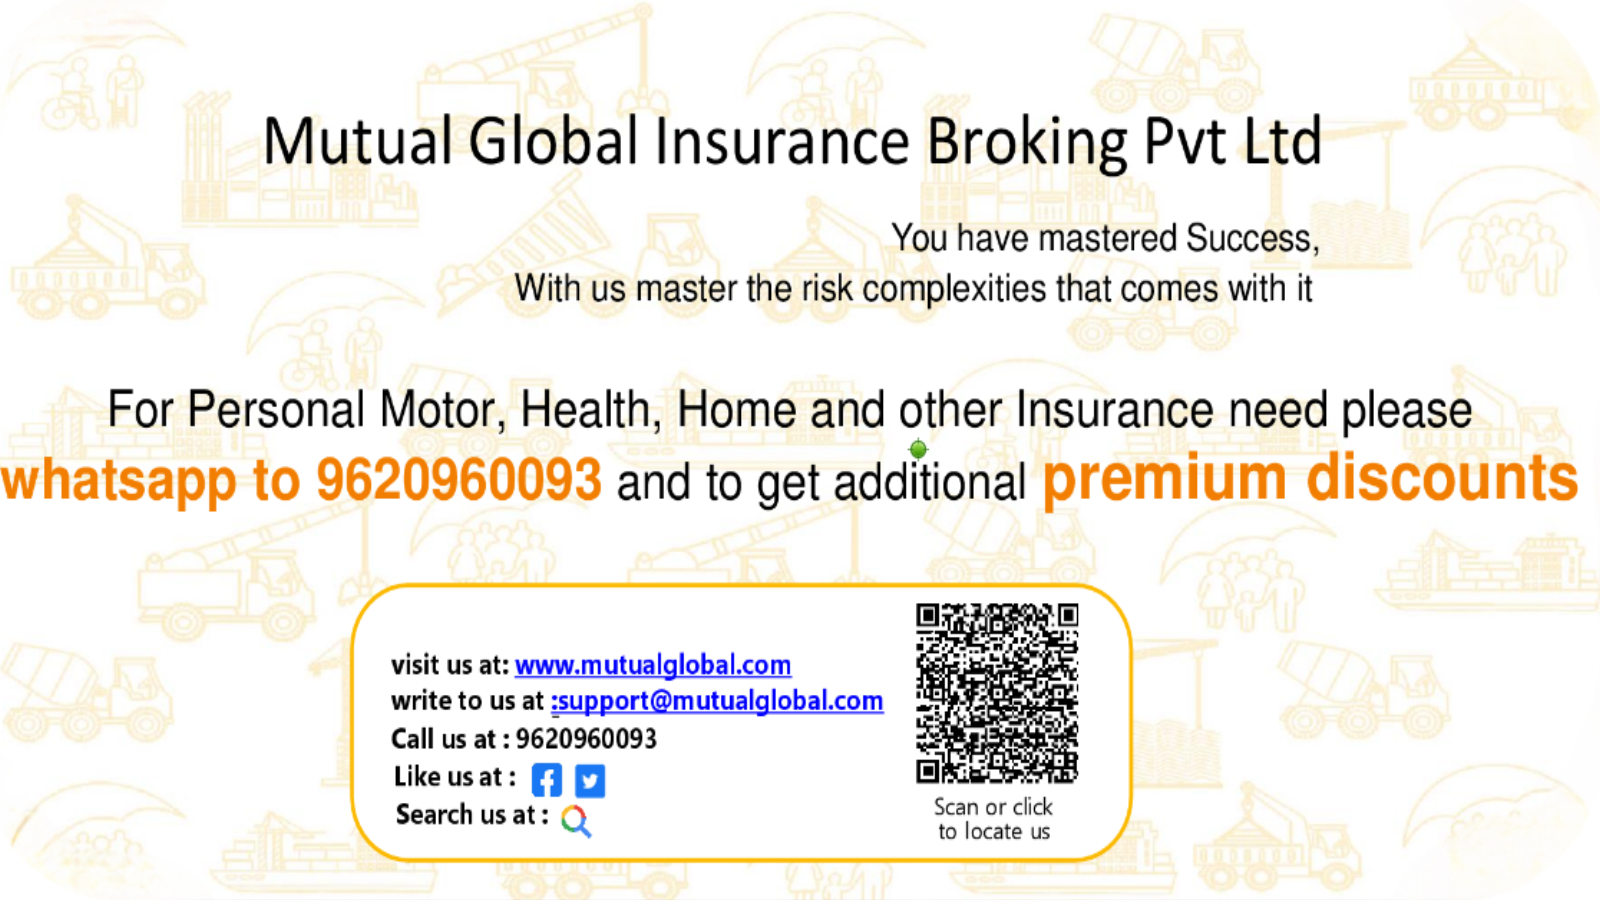 Mutual Global Insurance Broking Pvt Ltd
You have mastered Success,
With us master the risk complexities that comes with it
For Personal Motor, Health, Home and other Insurance need please
whatsapp to 9620960093 and to get additional premium discounts
visit us at: www.mutualglobal.com
write to us at :support@mutualglobal.com
Call us at : 9620960093
Like us at :
Search us at :
Scan or click
to locate us